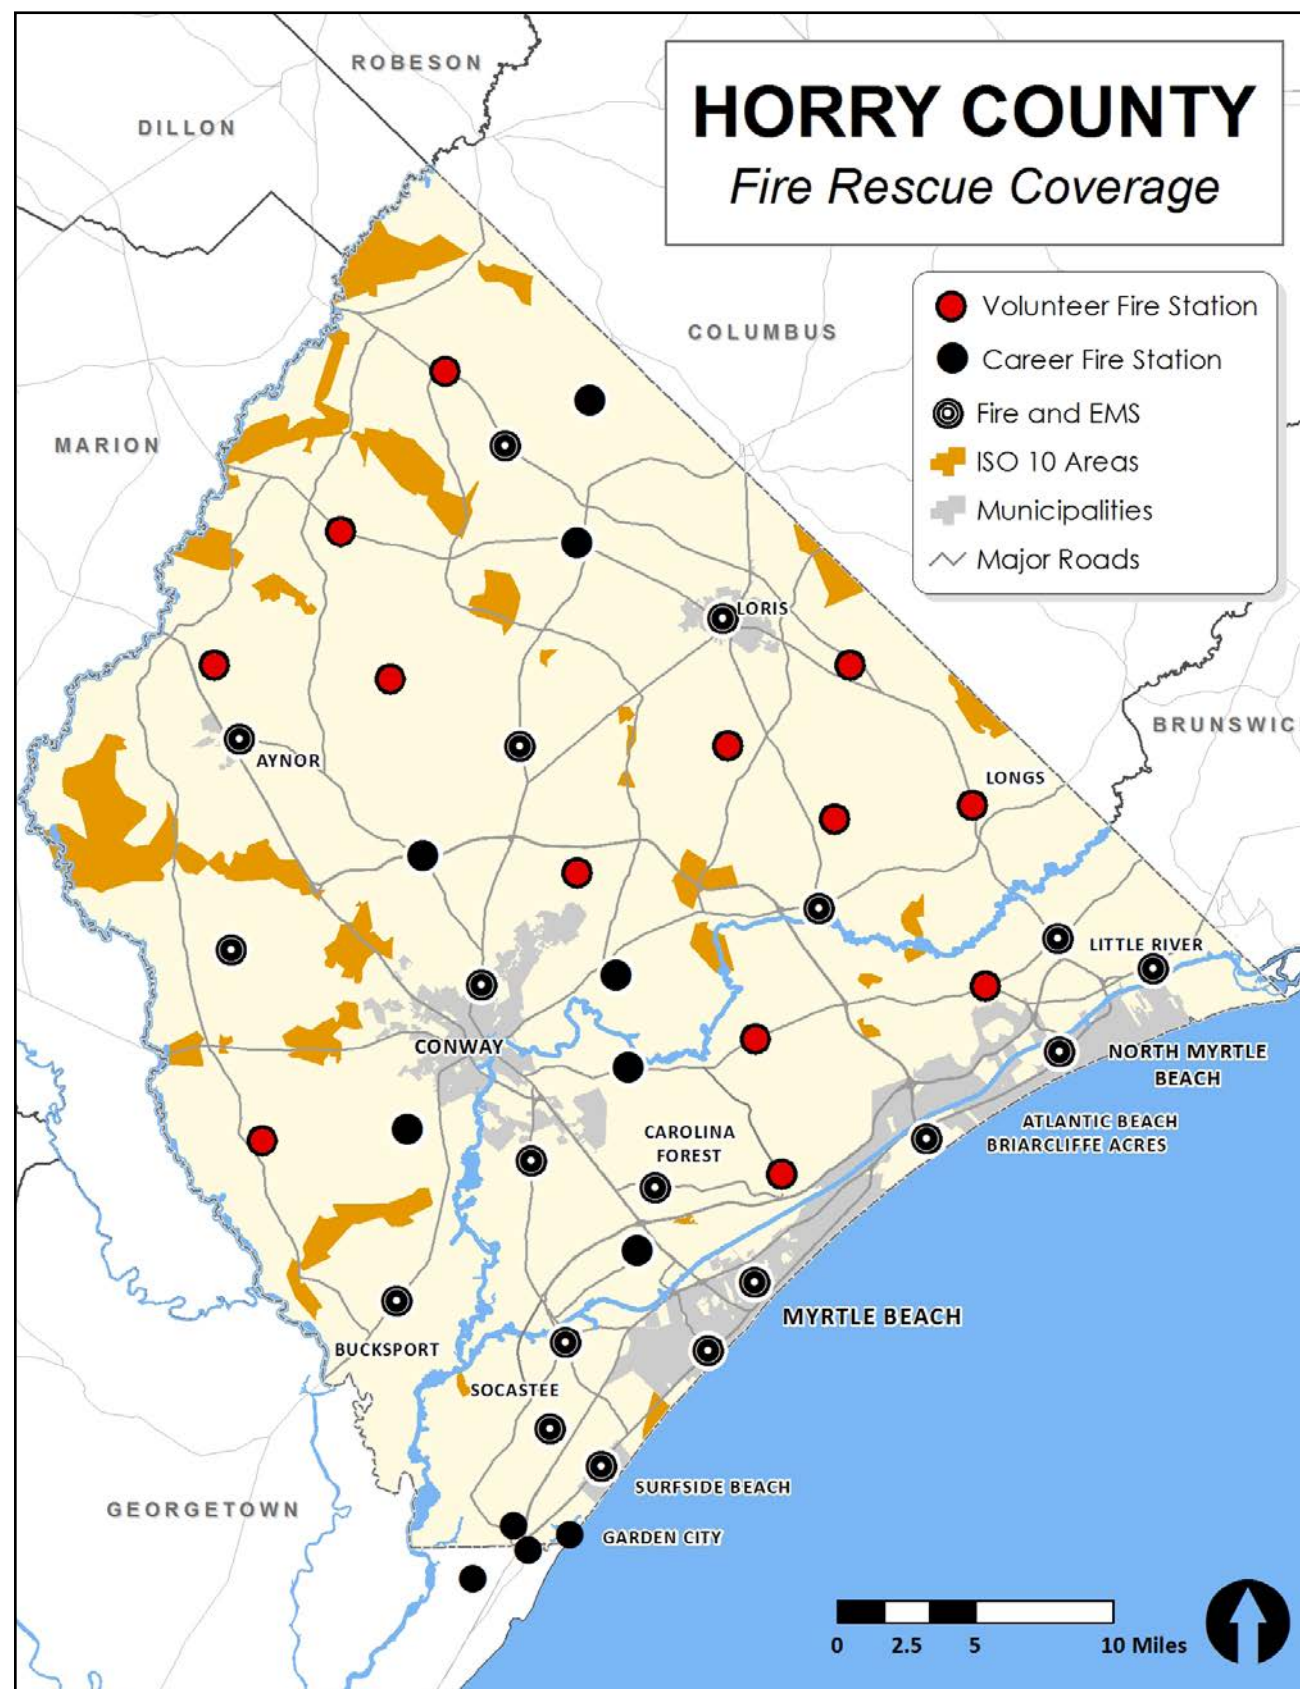 HORRY COUNTY
Fire Rescue Coverage
ROBESON
DILLON
COLUMBUS
MARION
BRUNSWIC
GEORGETOWN
Volunteer Fire Station
Career Fire Station
Fire and EMS
ISO 10 Areas
Municipalities
Major Roads
LORIS
AYNOR
LONGS
LITTLE RIVER
CONWAY
NORTH MYRTLE
BEACH
ATLANTIC BEACH
BRIARCLIFFE ACRES
CAROLINA
FOREST
MYRTLE BEACH
BUCKSPORT
SOCASTEE
SURFSIDE BEACH
GARDEN CITY
0 2.5 5 10 Miles